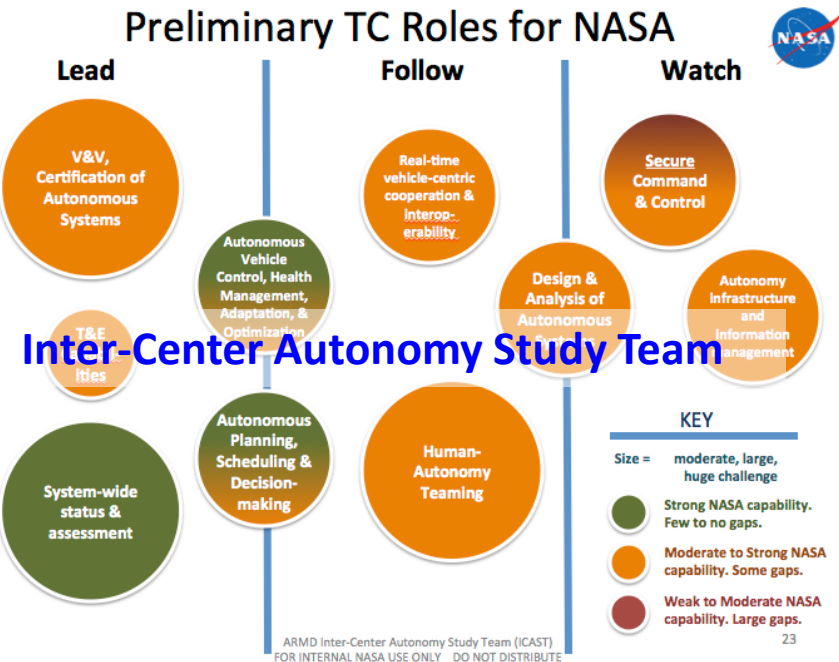 Preliminary TC Roles for NASA
NASA
Lead
Follow
Watch
V&V,
Certification of
Autonomous
Systems
Real-time
vehicle-centric
cooperation &
interop-
erability
Secure
Command
& Control
Autonomous
Vehicle
Control, Health
Management,
Adaptation, &
Optimization
Design &
Analysis of
Autonomous
Autonomy
Infrastructure
and
Information
Management
T&E
ities
Inter-Center Autonomy Study Team
System-wide
status &
assessment
Autonomous
Planning,
Scheduling &
Decision-
making
Human-
Autonomy
Teaming
KEY
Size = moderate, large,
huge challenge
Strong NASA capability.
Few to no gaps.
Moderate to Strong NASA
capability. Some gaps.
Weak to Moderate NASA
capability. Large gaps.
ARMD Inter-Center Autonomy Study Team (ICAST)
FOR INTERNAL NASA USE ONLY DO NOT DISTRIBUTE
23